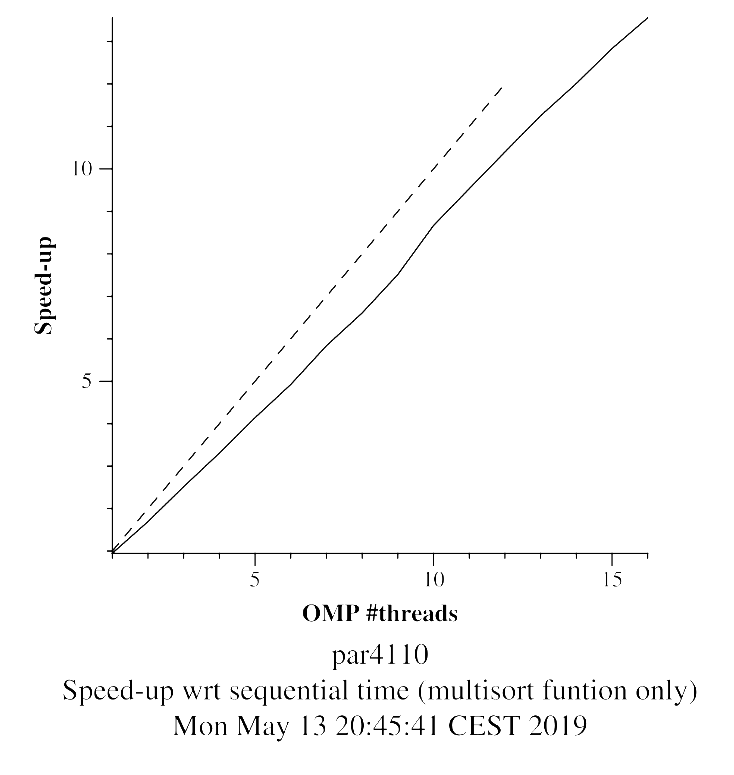 10
5
Speed-up
5 10 15
OMP #threads
par4110
Speed-up wrt sequential time (multisort funtion only)
Mon May 13 20:45:41 CEST 2019